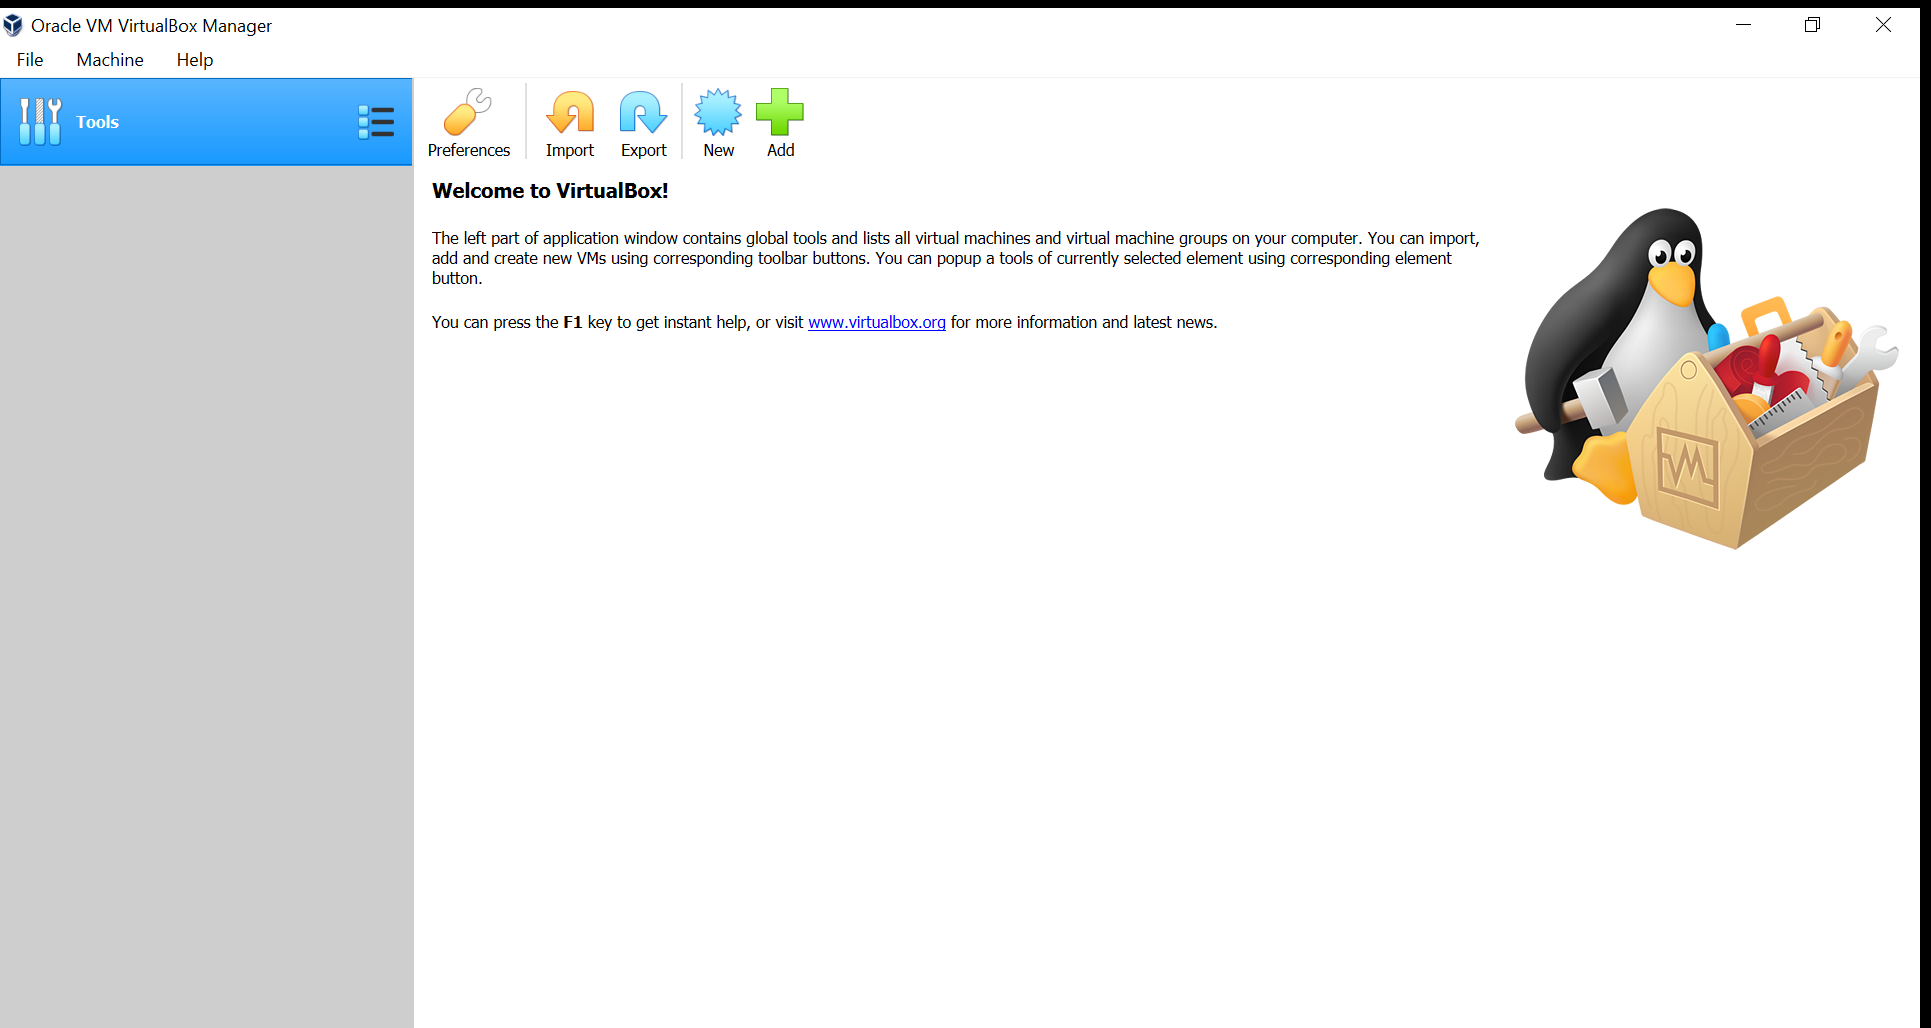 Oracle VM VirtualBox Manager
File Machine Help
Tools
Preferences Import Export New Add
Welcome to VirtualBox!
The left part of application window contains global tools and lists all virtual machines and virtual machine groups on your computer. You can import,
add and create new VMs using corresponding toolbar buttons. You can popup a tools of currently selected element using corresponding element
button.
You can press the F1 key to get instant help, or visit www.virtualbox.org for more information and latest news.